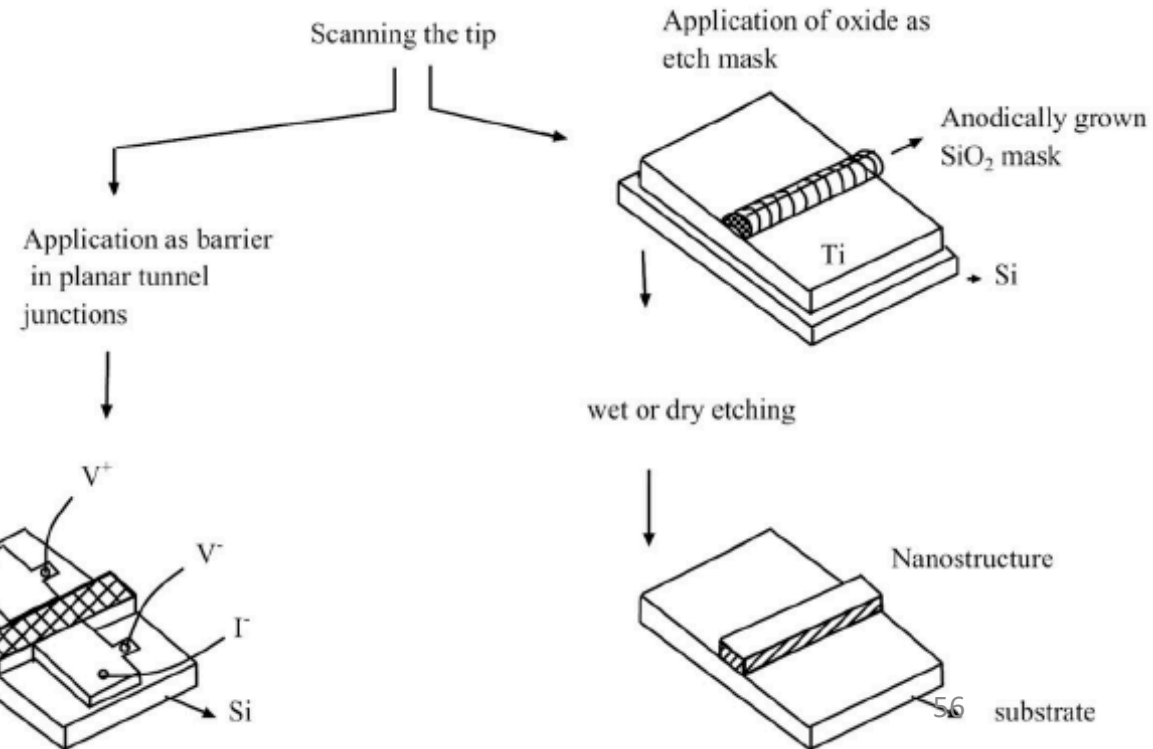 Scanning the tip
Application of oxide as
etch mask
Anodically grown
SiO₂ mask
Ti
Si
Application as barrier
in planar tunnel
junctions
wet or dry etching
V⁺
V⁻
I⁻
Si
Nanostructure
56
substrate